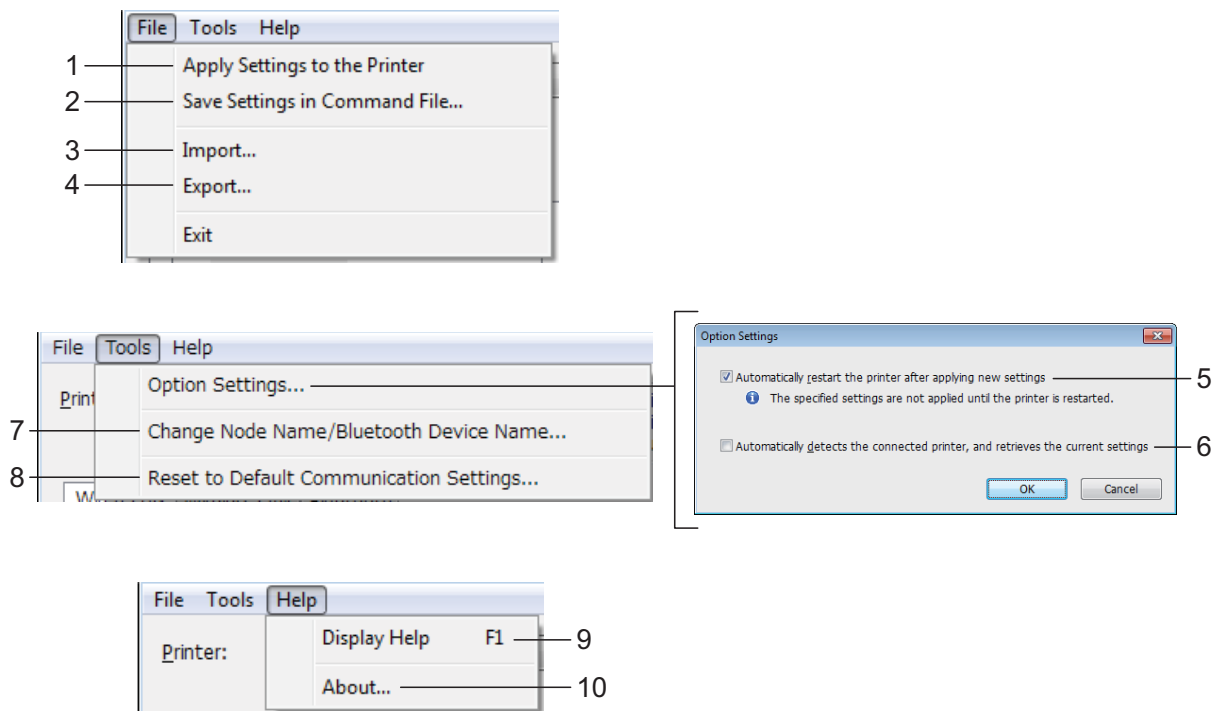 File Tools Help
1 Apply Settings to the Printer
2 Save Settings in Command File...
3 Import...
4 Export...
Exit
File Tools Help
Option Settings...
Print
7 Change Node Name/Bluetooth Device Name...
8 Reset to Default Communication Settings...
Option Settings
Automatically restart the printer after applying new settings 5
The specified settings are not applied until the printer is restarted.
Automatically detects the connected printer, and retrieves the current settings 6
OK Cancel
File Tools Help
Printer:
Display Help F1 9
About... 10